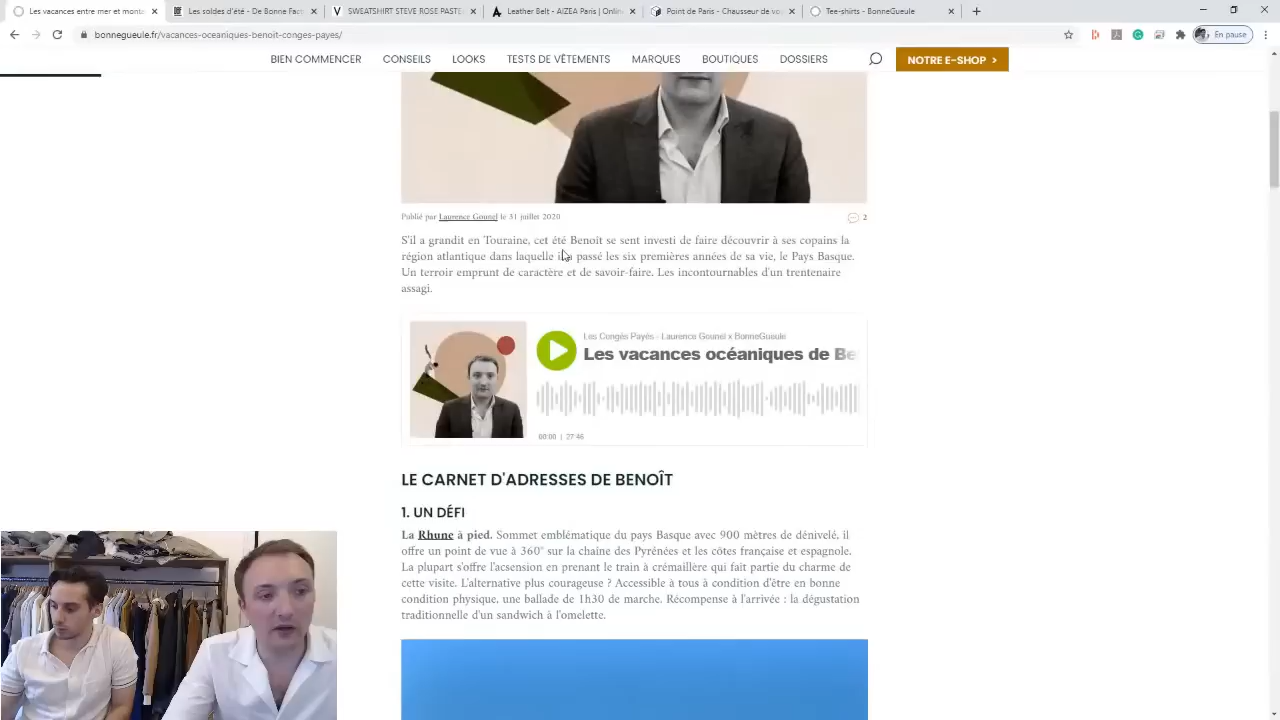 Les vacances entre mer et monts
Les soldes d'été - De Bonne Fact
SWEATSHIRT STEVE ROSE PASTE
Leather Belt - AIZEA Paris | Onlin
Point de Paris - Chausseur de vo
Tee-shirts - BonneGueule
bonnegueule.fr/vacances-oceaniques-benoit-conges-payes/
En pause
BIEN COMMENCER
CONSEILS
LOOKS
TESTS DE VÊTEMENTS
MARQUES
BOUTIQUES
DOSSIERS
NOTRE E-SHOP >
Publié par Laurence Gounel le 31 juillet 2020
2
S'il a grandit en Touraine, cet été Benoît se sent investi de faire découvrir à ses copains la
région atlantique dans laquelle il a passé les six premières années de sa vie, le Pays Basque.
Un terroir emprunt de caractère et de savoir-faire. Les incontournables d'un trentenaire
assagi.
Les Congés Payés - Laurence Gounel x BonneGueule
Les vacances océaniques de Be
00:00 | 27:46
LE CARNET D'ADRESSES DE BENOÎT
1. UN DÉFI
La Rhune à pied. Sommet emblématique du pays Basque avec 900 mètres de dénivelé, il
offre un point de vue à 360° sur la chaîne des Pyrénées et les côtes française et espagnole.
La plupart s'offre l'acsension en prenant le train à crémaillère qui fait partie du charme de
cette visite. L'alternative plus courageuse ? Accessible à tous à condition d'être en bonne
condition physique, une ballade de 1h30 de marche. Récompense à l'arrivée : la dégustation
traditionnelle d'un sandwich à l'omelette.